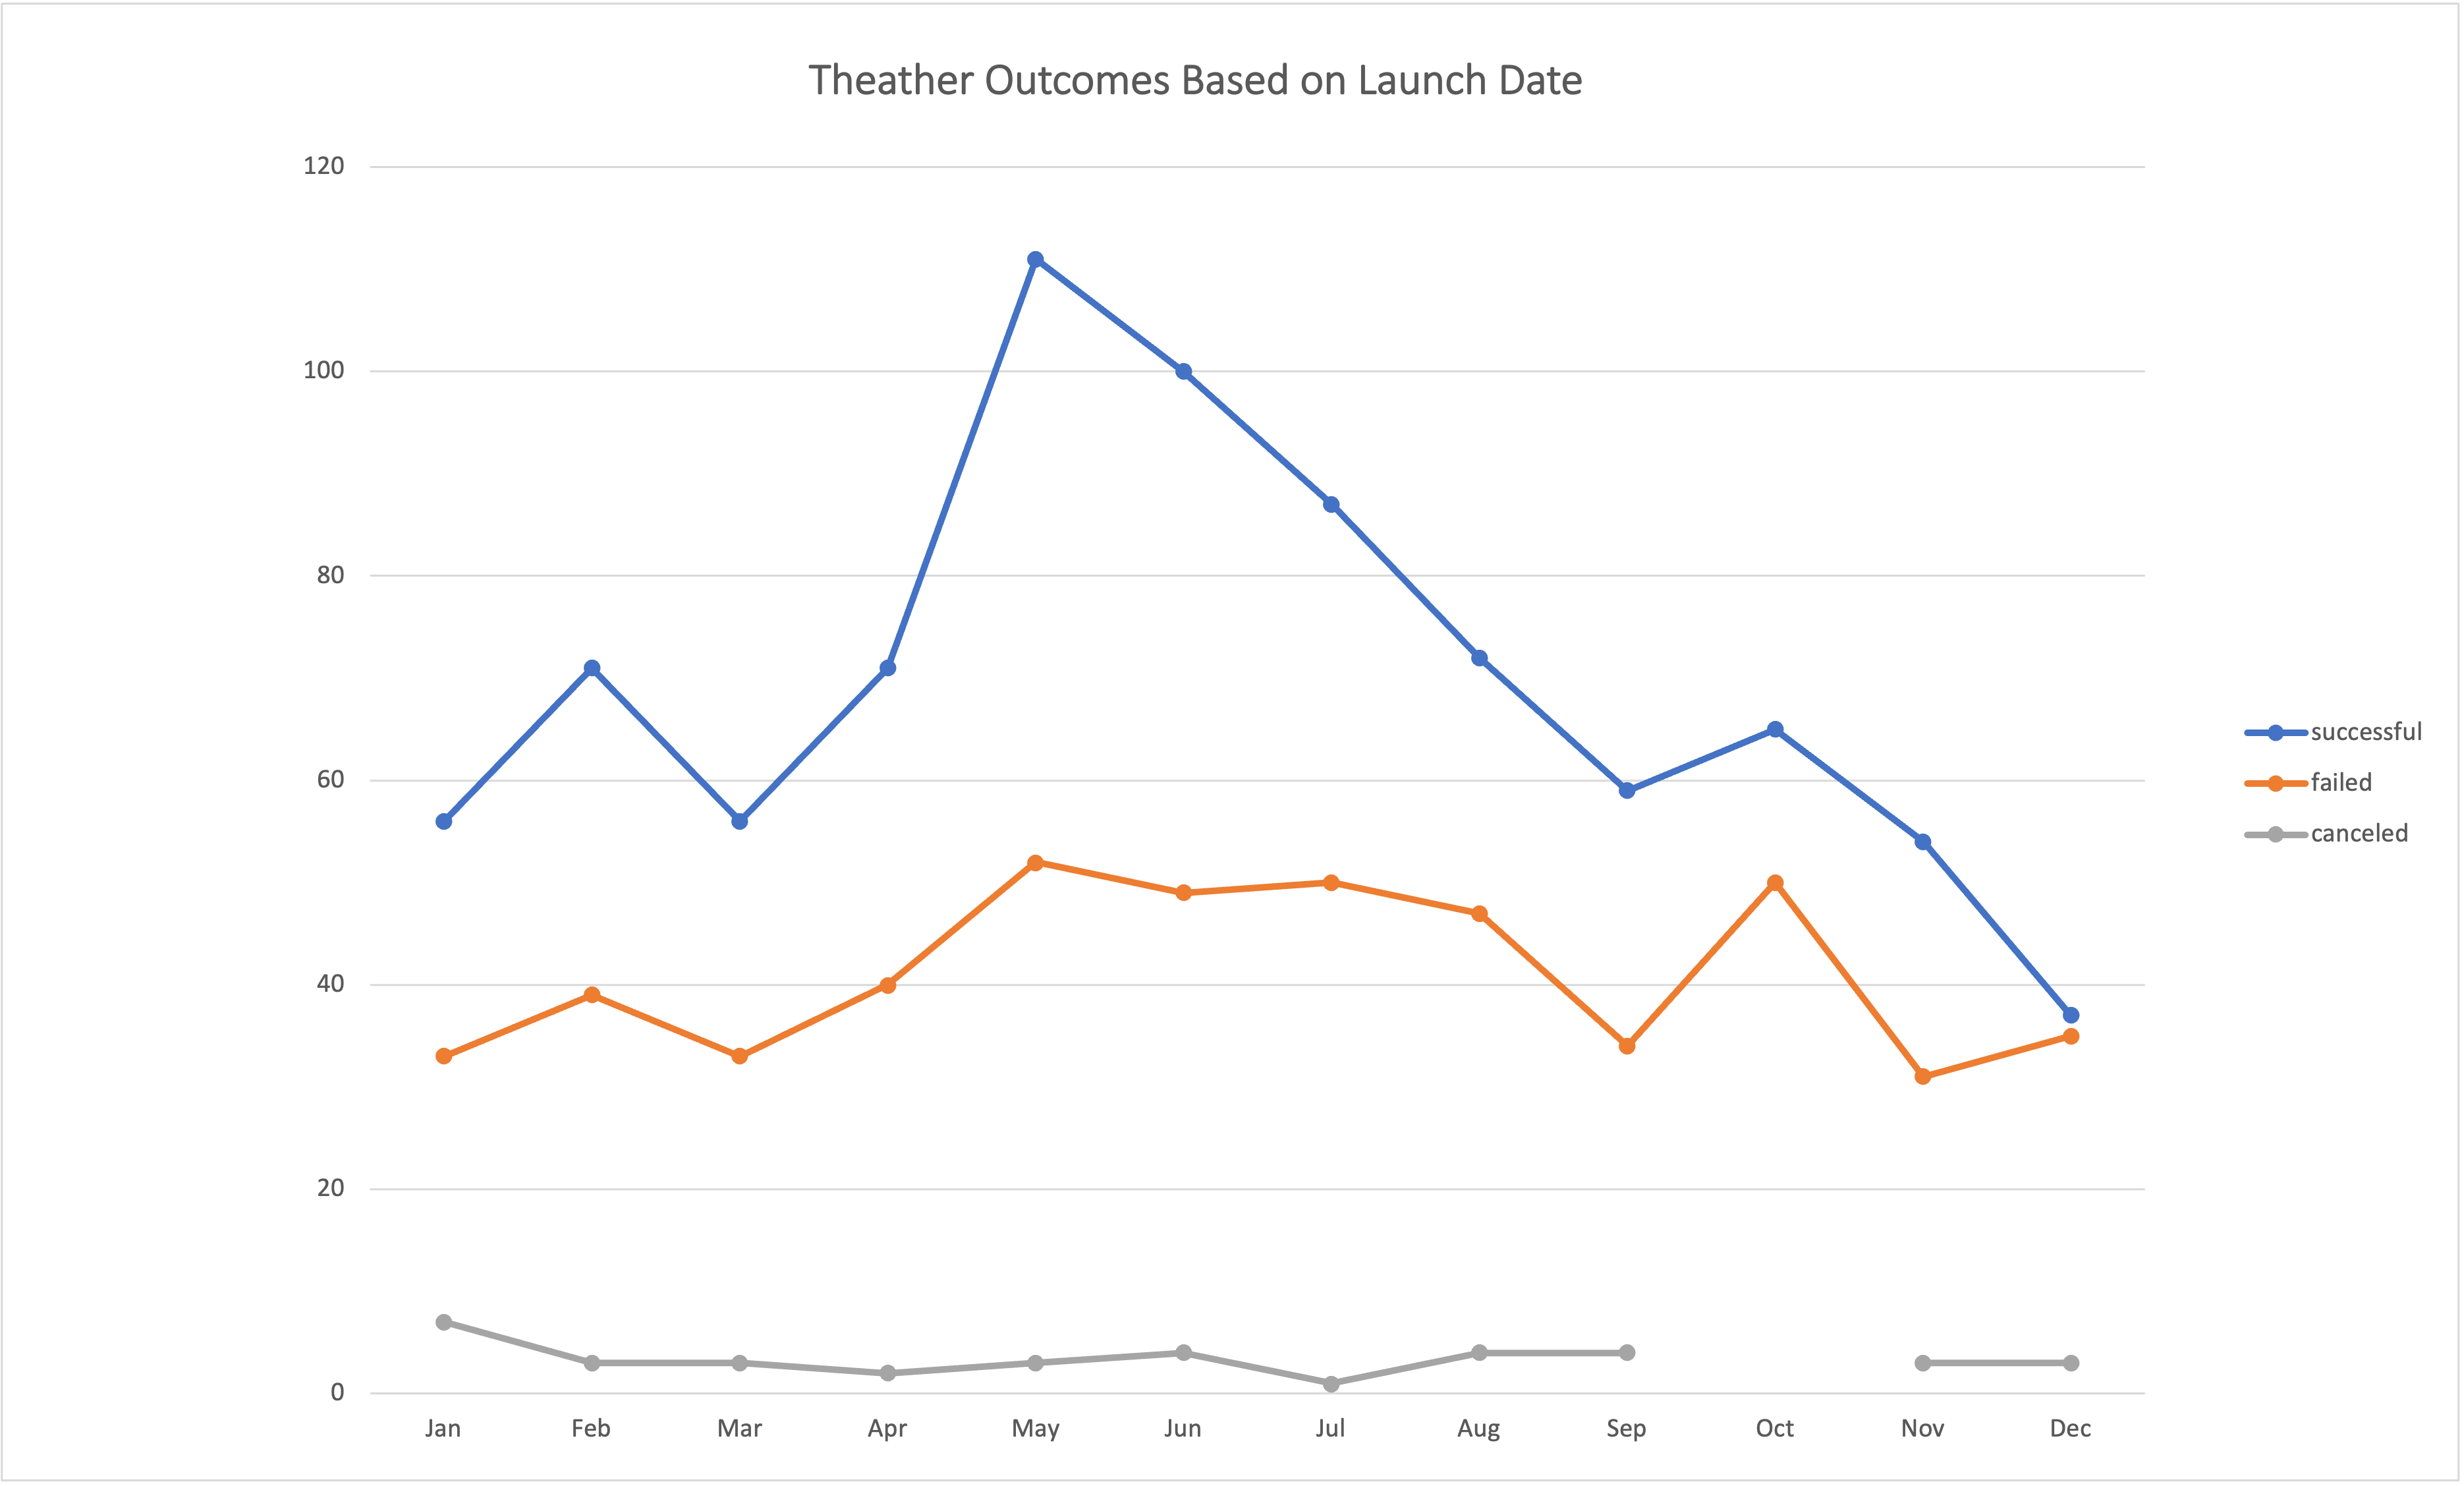 Theather Outcomes Based on Launch Date
120
100
80
60
40
20
0
Jan Feb Mar Apr May Jun Jul Aug Sep Oct Nov Dec
successful
failed
canceled